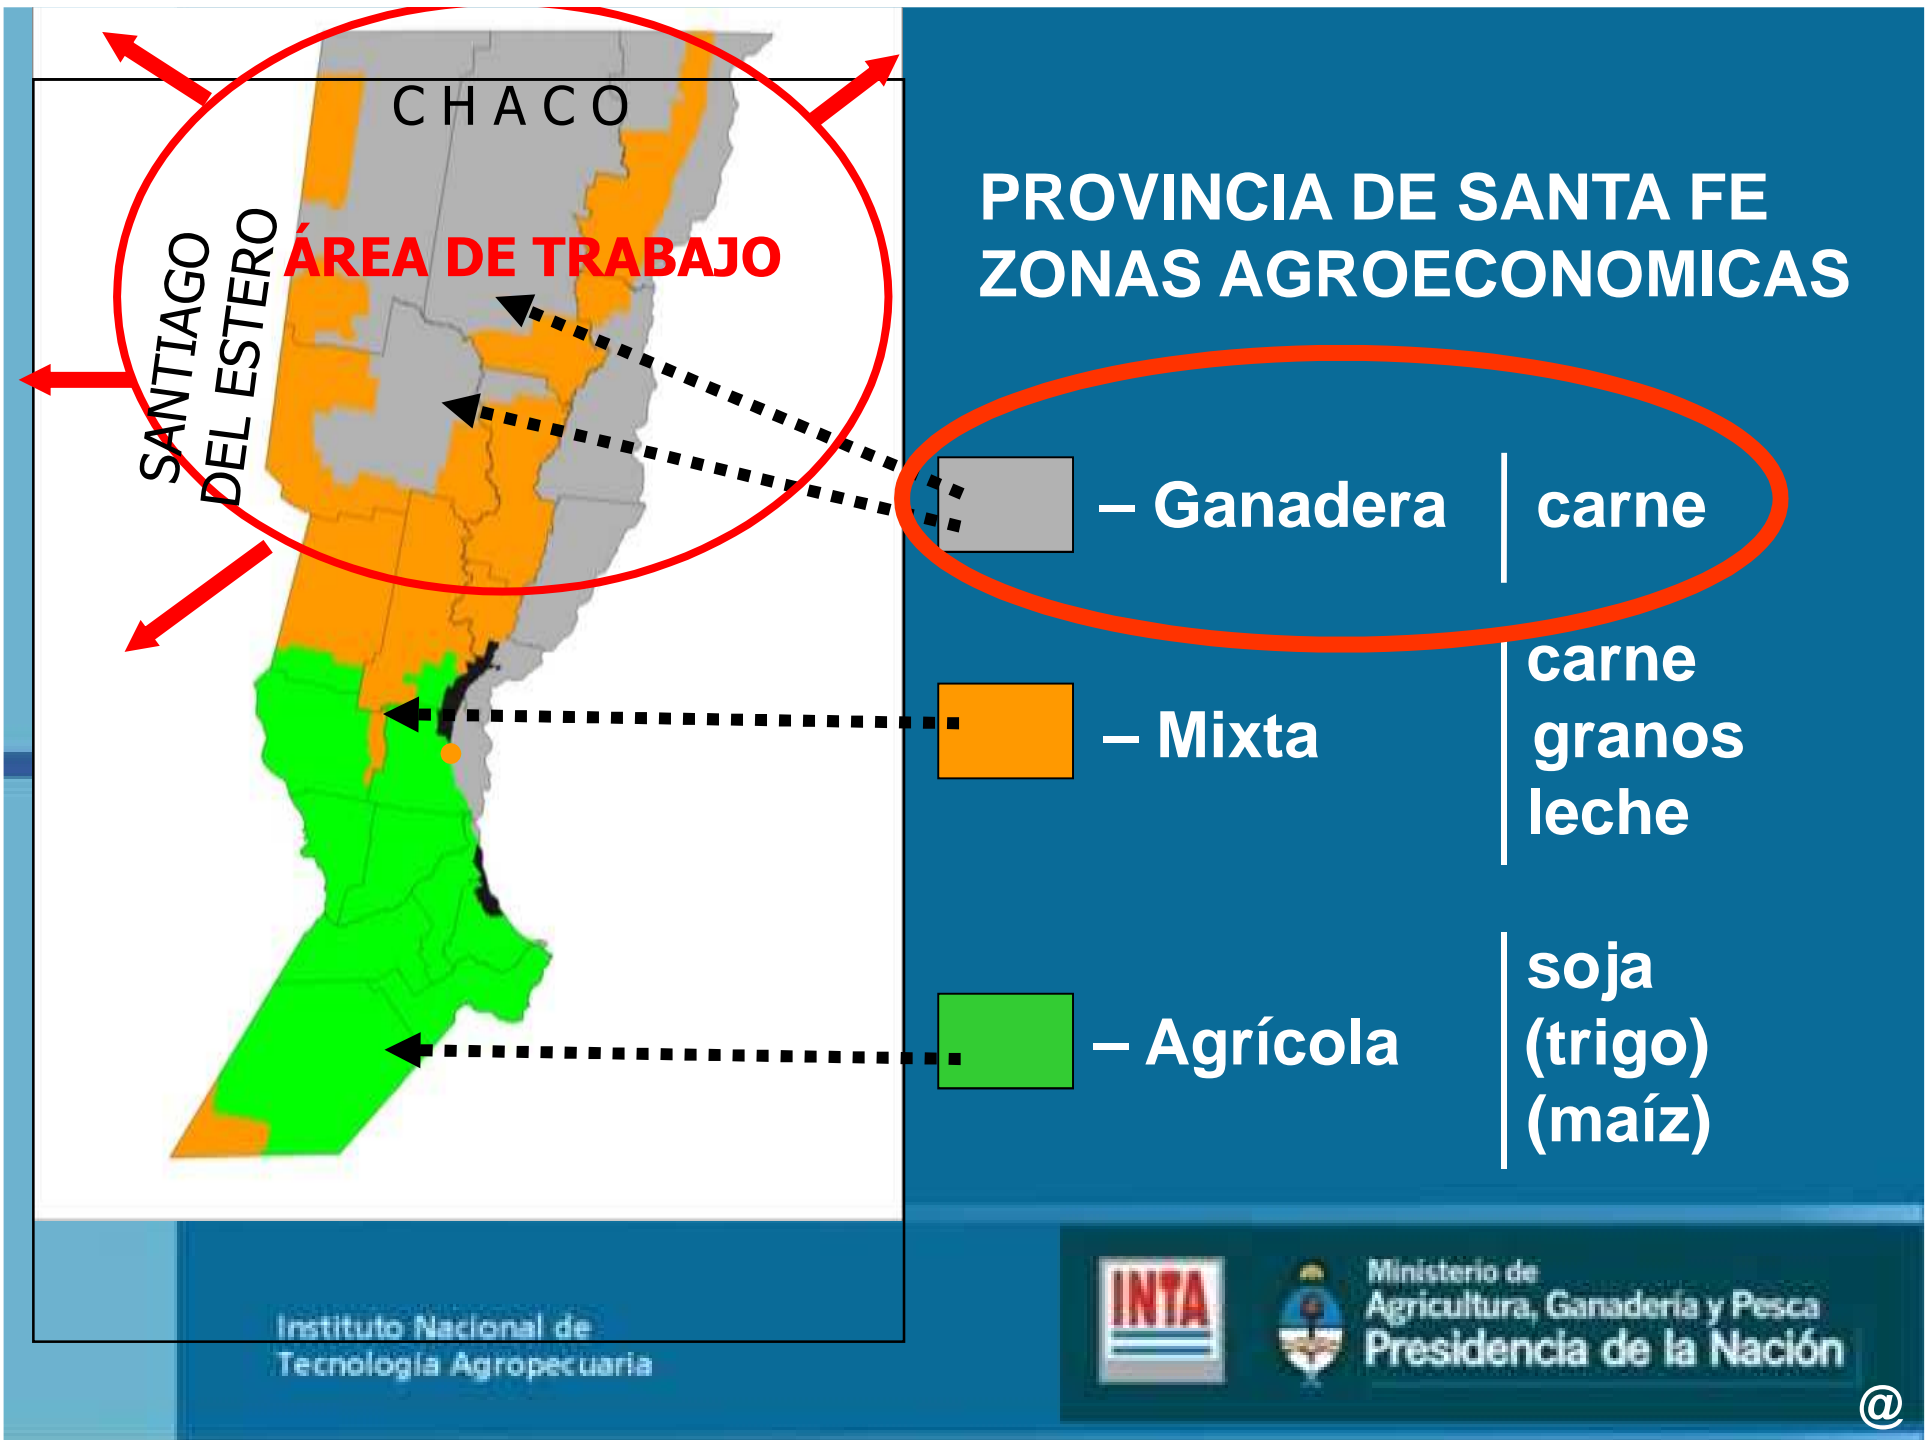 C H A C O
SANTIAGO
DEL ESTERO
ÁREA DE TRABAJO
PROVINCIA DE SANTA FE
ZONAS AGROECONOMICAS
– Ganadera
carne
– Mixta
carne
granos
leche
– Agrícola
soja
(trigo)
(maíz)
Instituto Nacional de
Tecnología Agropecuaria
INTA
Ministerio de
Agricultura, Ganadería y Pesca
Presidencia de la Nación
@